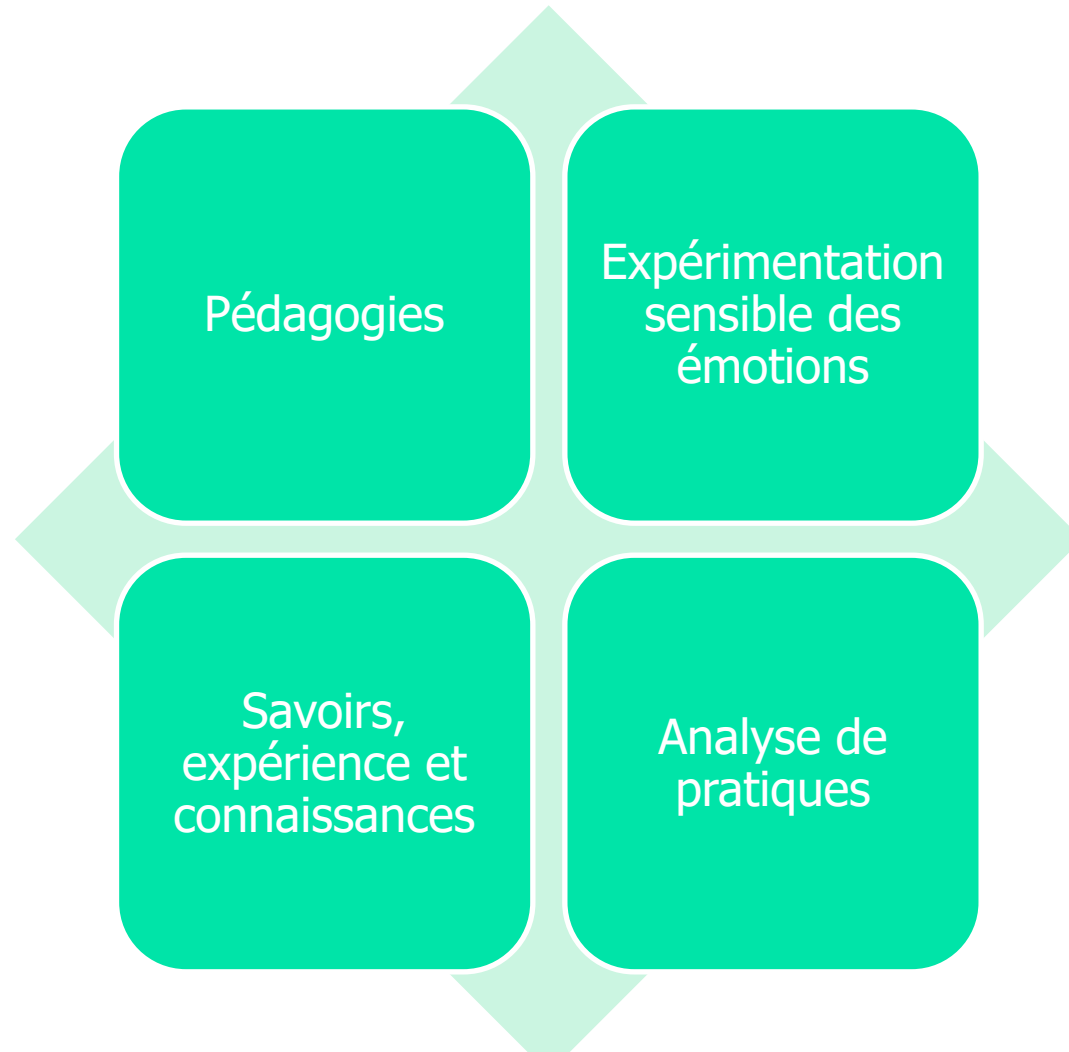 Pédagogies
Expérimentation
sensible des
émotions
Savoirs,
expérience et
connaissances
Analyse de
pratiques